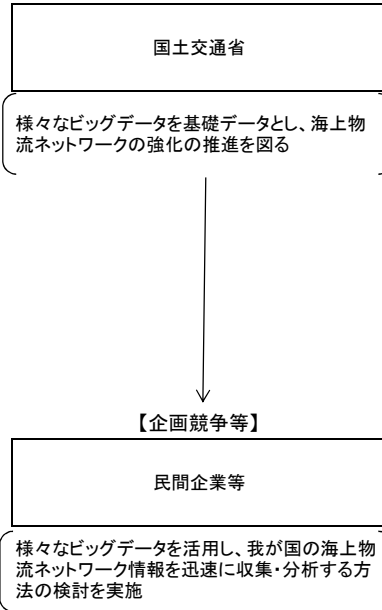 国土交通省
様々なビッグデータを基礎データとし、海上物
流ネットワークの強化の推進を図る
【企画競争等】
民間企業等
様々なビッグデータを活用し、我が国の海上物
流ネットワーク情報を迅速に収集・分析する方
法の検討を実施